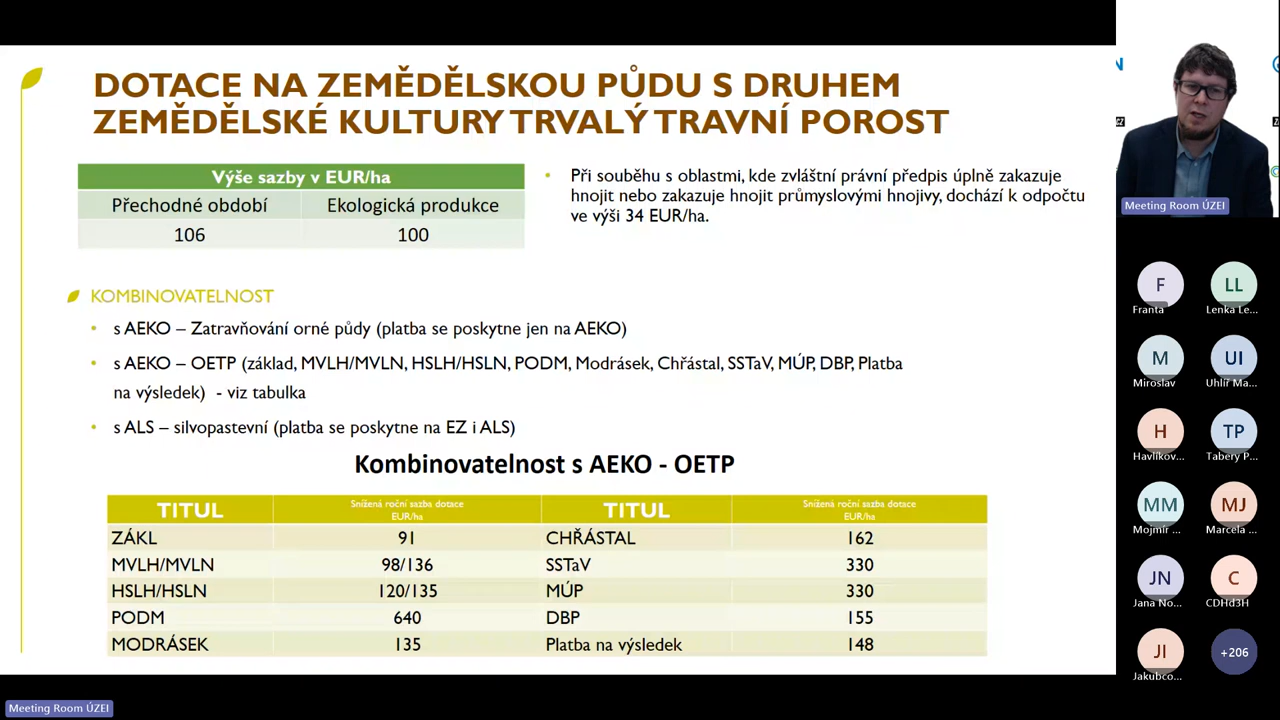 DOTACE NA ZEMĚDĚLSKOU PŮDU S DRUHEM
ZEMĚDĚLSKÉ KULTURY TRVALÝ TRAVNÍ POROST
Výše sazby v EUR/ha
Přechodné období Ekologická produkce
106 100
• Při souběhu s oblastmi, kde zvláštní právní předpis úplně zakazuje
hnojit nebo zakazuje hnojit průmyslovými hnojivy, dochází k odpočtu
ve výši 34 EUR/ha.
KOMBINOVATELNOST
• s AEKO – Zatravňování orné půdy (platba se poskytne jen na AEKO)
• s AEKO – OETP (základ, MVLH/MVLN, HSLH/HSLN, PODM, Modrásek, Chřástal, SSTaV, MÚP, DBP, Platba
na výsledek) - viz tabulka
• s ALS – silvopastevní (platba se poskytne na EZ i ALS)
Kombinovatelnost s AEKO - OETP
TITUL Snížená roční sazba dotace EUR/ha TITUL Snížená roční sazba dotace EUR/ha
ZÁKL 91 CHŘÁSTAL 162
MVLH/MVLN 98/136 SSTaV 330
HSLH/HSLN 120/135 MÚP 330
PODM 640 DBP 155
MODRÁSEK 135 Platba na výsledek 148
Meeting Room ÚZEI
F LL
Franta Lenka Le...
M UI
Miroslav Uhlíř Ma...
H TP
Havlíkov... Tabery P...
MM MJ
Mojmír ... Marcela ...
JN C
Jana No... CDHd3H
JI +206
Jakubco...
Meeting Room ÚZEI